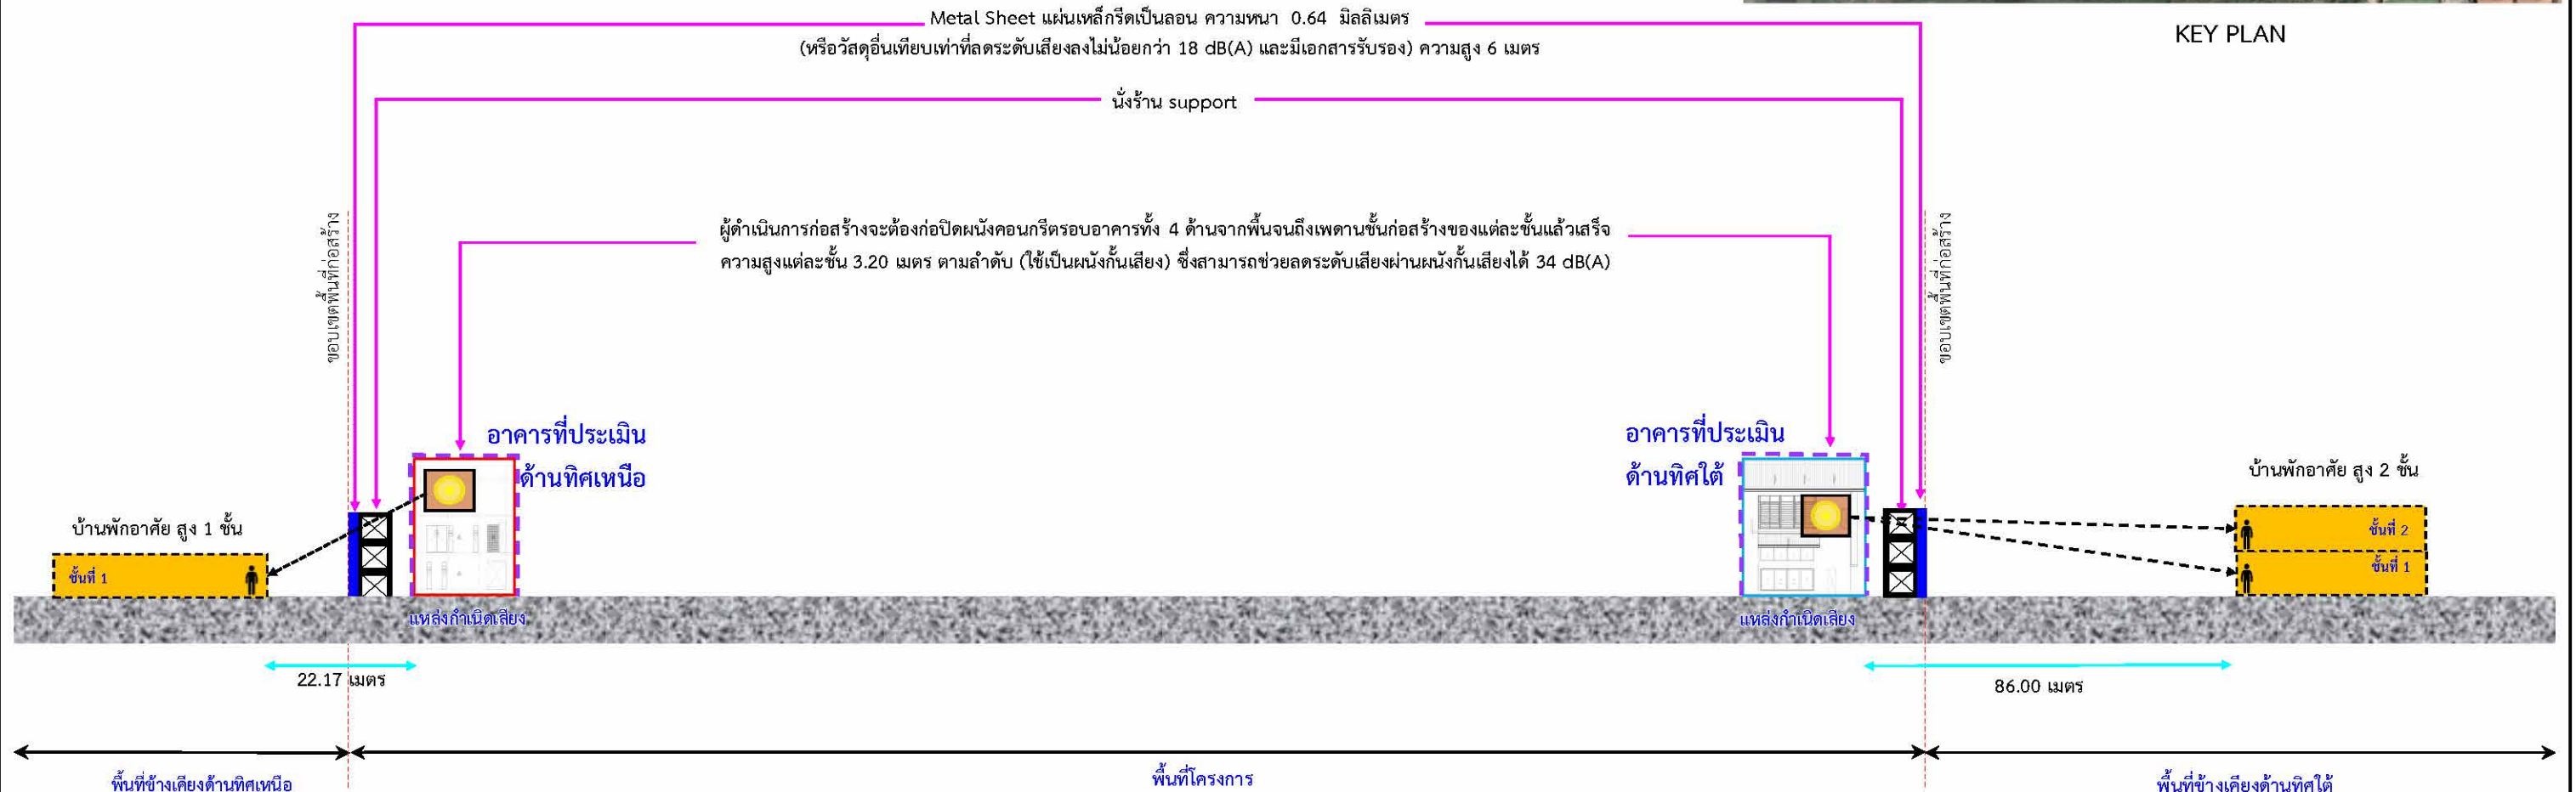 Metal Sheet แผ่นเหล็กรีดเป็นลอน ความหนา 0.64 มิลลิเมตร
(หรือวัสดุอื่นเทียบเท่าที่ลดระดับเสียงลงไม่น้อยกว่า 18 dB(A) และมีเอกสารรับรอง) ความสูง 6 เมตร
KEY PLAN
นั่งร้าน support
ขอบเขตพื้นที่ก่อสร้าง
ผู้ดำเนินการก่อสร้างจะต้องก่อปิดผนังคอนกรีตรอบอาคารทั้ง 4 ด้านจากพื้นจนถึงเพดานชั้นก่อสร้างของแต่ละชั้นแล้วเสร็จ
ความสูงแต่ละชั้น 3.20 เมตร ตามลำดับ (ใช้เป็นผนังกั้นเสียง) ซึ่งสามารถช่วยลดระดับเสียงผ่านผนังกั้นเสียงได้ 34 dB(A)
ขอบเขตพื้นที่ก่อสร้าง
อาคารที่ประเมิน
ด้านทิศเหนือ
อาคารที่ประเมิน
ด้านทิศใต้
บ้านพักอาศัย สูง 1 ชั้น
ชั้นที่ 1
บ้านพักอาศัย สูง 2 ชั้น
ชั้นที่ 2
ชั้นที่ 1
แหล่งกำเนิดเสียง
แหล่งกำเนิดเสียง
22.17 เมตร
86.00 เมตร
พื้นที่ข้างเคียงด้านทิศเหนือ
พื้นที่โครงการ
พื้นที่ข้างเคียงด้านทิศใต้